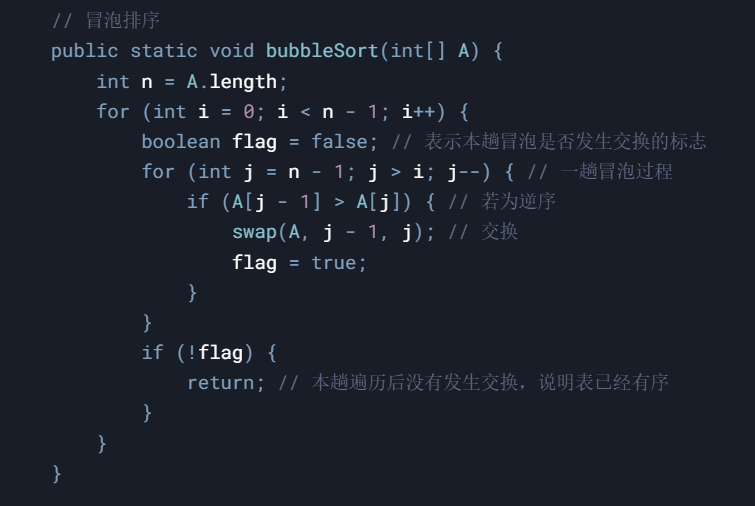 // 冒泡排序
public static void bubbleSort(int[] A) {
    int n = A.length;
    for (int i = 0; i < n - 1; i++) {
        boolean flag = false; // 表示本趟冒泡是否发生交换的标志
        for (int j = n - 1; j > i; j--) { // 一趟冒泡过程
            if (A[j - 1] > A[j]) { // 若为逆序
                swap(A, j - 1, j); // 交换
                flag = true;
            }
        }
        if (!flag) {
            return; // 本趟遍历后没有发生交换，说明表已经有序
        }
    }
}